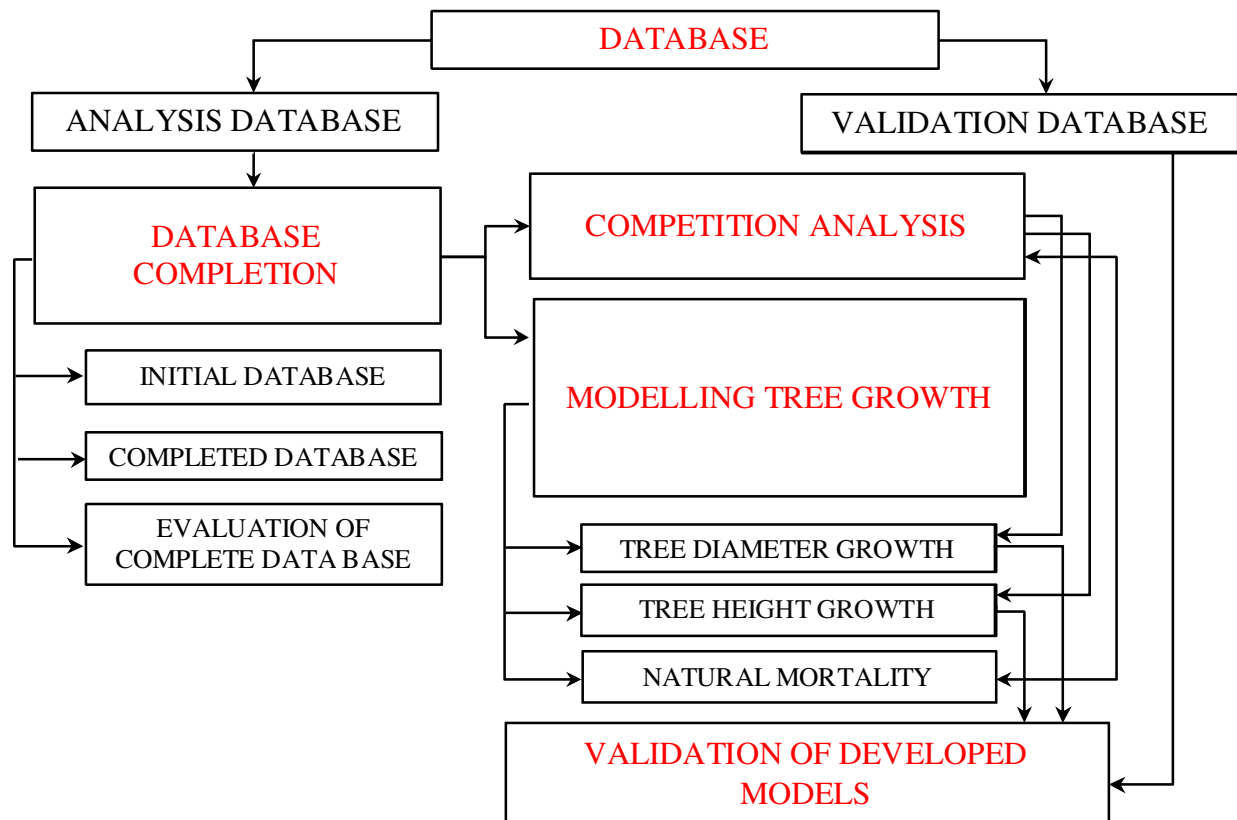 DATABASE
ANALYSIS DATABASE
VALIDATION DATABASE
DATABASE
COMPLETION
COMPETITION ANALYSIS
MODELLING TREE GROWTH
INITIAL DATABASE
COMPLETED DATABASE
EVALUATION OF
COMPLETE DATA BASE
TREE DIAMETER GROWTH
TREE HEIGHT GROWTH
NATURAL MORTALITY
VALIDATION OF DEVELOPED
MODELS